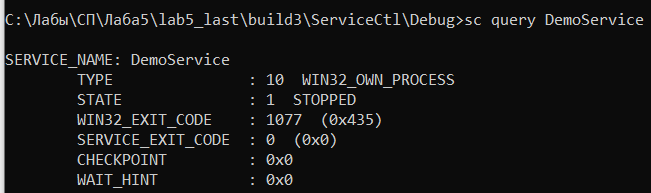 C:\Лабы\СП\Лаба5\lab5_last\build3\ServiceCtl\Debug>sc query DemoService
SERVICE_NAME: DemoService
TYPE : 10 WIN32_OWN_PROCESS
STATE : 1 STOPPED
WIN32_EXIT_CODE : 1077 (0x435)
SERVICE_EXIT_CODE : 0 (0x0)
CHECKPOINT : 0x0
WAIT_HINT : 0x0